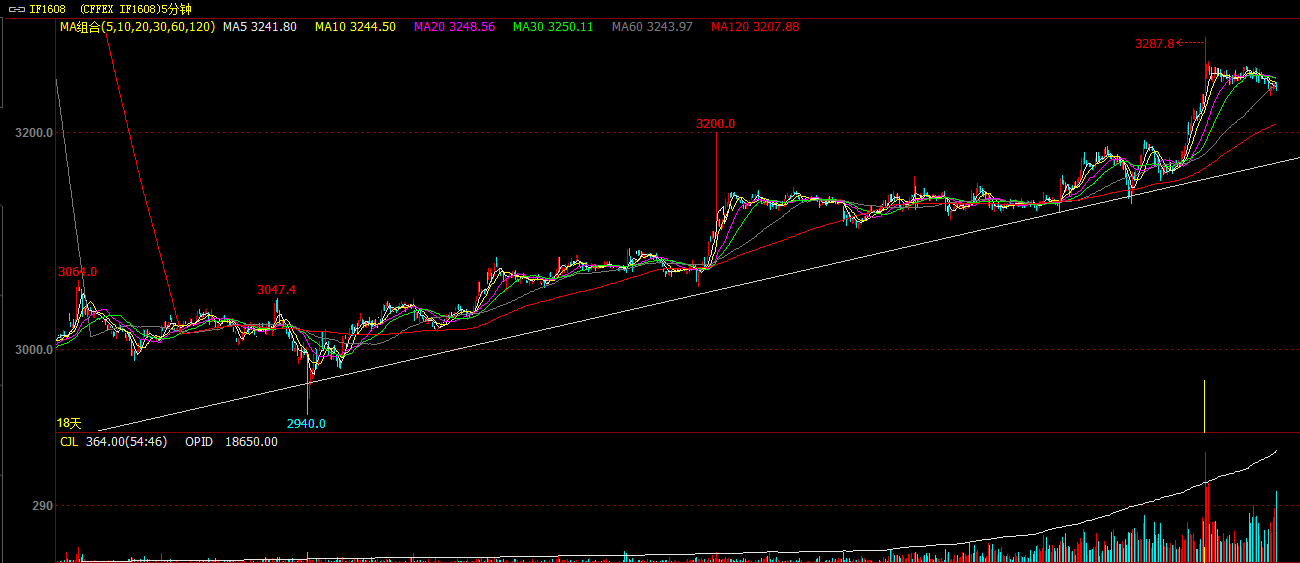 IF1608 (CFFEX IF1608)5分钟
MA组合(5,10,20,30,60,120) MA5 3241.80 MA10 3244.50 MA20 3248.56 MA30 3250.11 MA60 3243.97 MA120 3207.88
3287.8
3200.0
3200.0
3064.0
3047.4
3000.0
18天
2940.0
CJL 364.00(54:46) OPID 18650.00
290